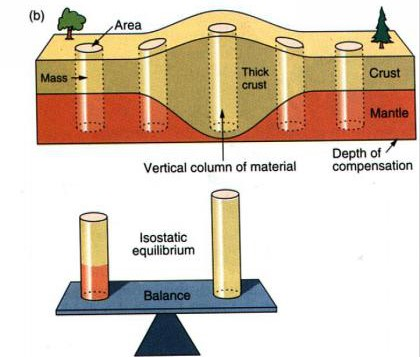 (b)
Area
Mass
Thick
crust
Crust
Mantle
Vertical column of material
Depth of
compensation
Isostatic
equilibrium
Balance